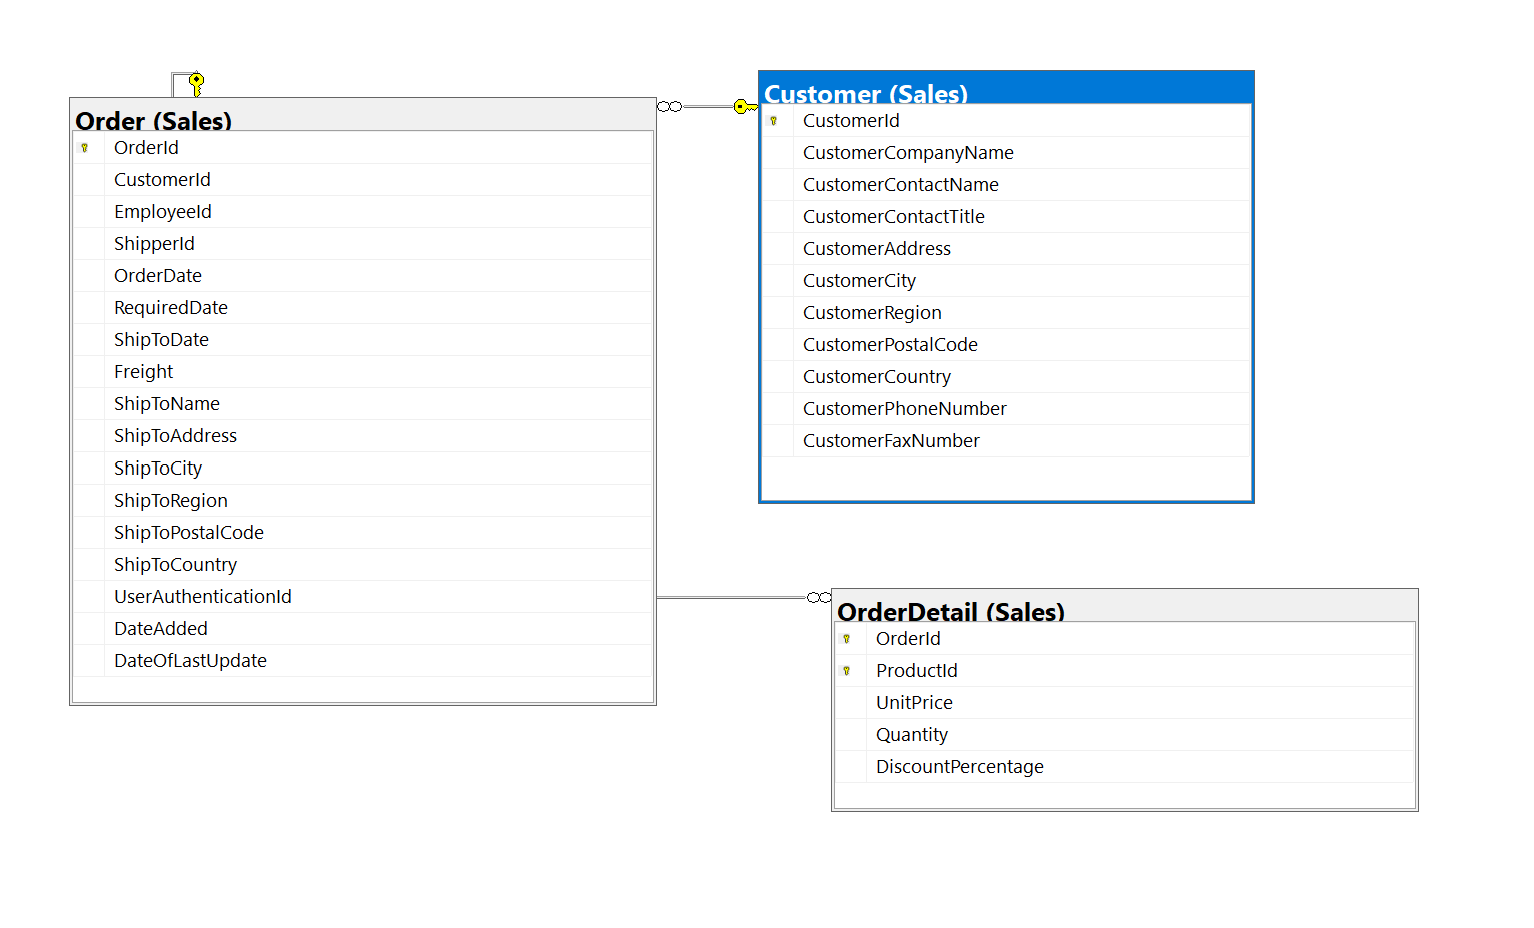 Order (Sales)
OrderId
CustomerId
EmployeeId
ShipperId
OrderDate
RequiredDate
ShipToDate
Freight
ShipToName
ShipToAddress
ShipToCity
ShipToRegion
ShipToPostalCode
ShipToCountry
UserAuthenticationId
DateAdded
DateOfLastUpdate
Customer (Sales)
CustomerId
CustomerCompanyName
CustomerContactName
CustomerContactTitle
CustomerAddress
CustomerCity
CustomerRegion
CustomerPostalCode
CustomerCountry
CustomerPhoneNumber
CustomerFaxNumber
OrderDetail (Sales)
OrderId
ProductId
UnitPrice
Quantity
DiscountPercentage